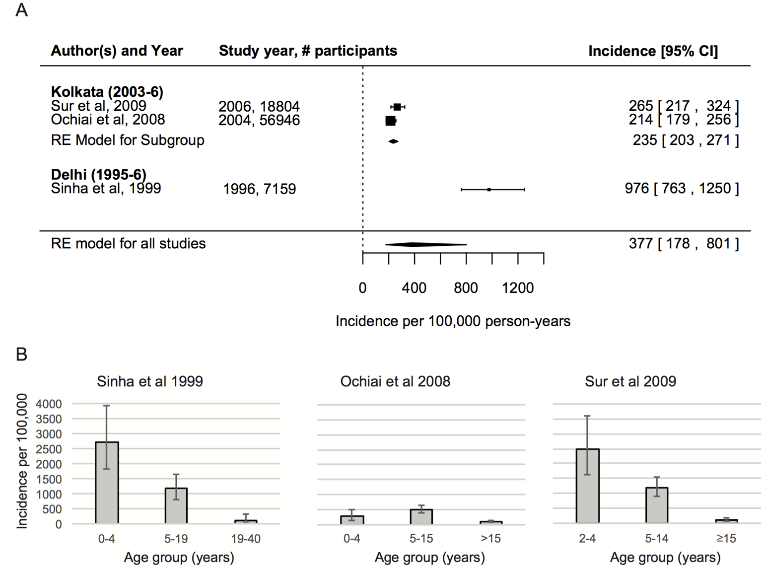 A
Author(s) and Year Study year, # participants Incidence [95% CI]
Kolkata (2003-6)
Sur et al, 2009 2006, 18804 265 [ 217 , 324 ]
Ochiai et al, 2008 2004, 56946 214 [ 179 , 256 ]
RE Model for Subgroup 235 [ 203 , 271 ]
Delhi (1995-6)
Sinha et al, 1999 1996, 7159 976 [ 763 , 1250 ]
RE model for all studies 377 [ 178 , 801 ]
0 400 800 1200
Incidence per 100,000 person-years
B
Sinha et al 1999 Ochiai et al 2008 Sur et al 2009
Incidence per 100,000
4000
3500
3000
2500
2000
1500
1000
500
0
0-4 5-19 19-40 0-4 5-15 >15 2-4 5-14 ≥15
Age group (years) Age group (years) Age group (years)